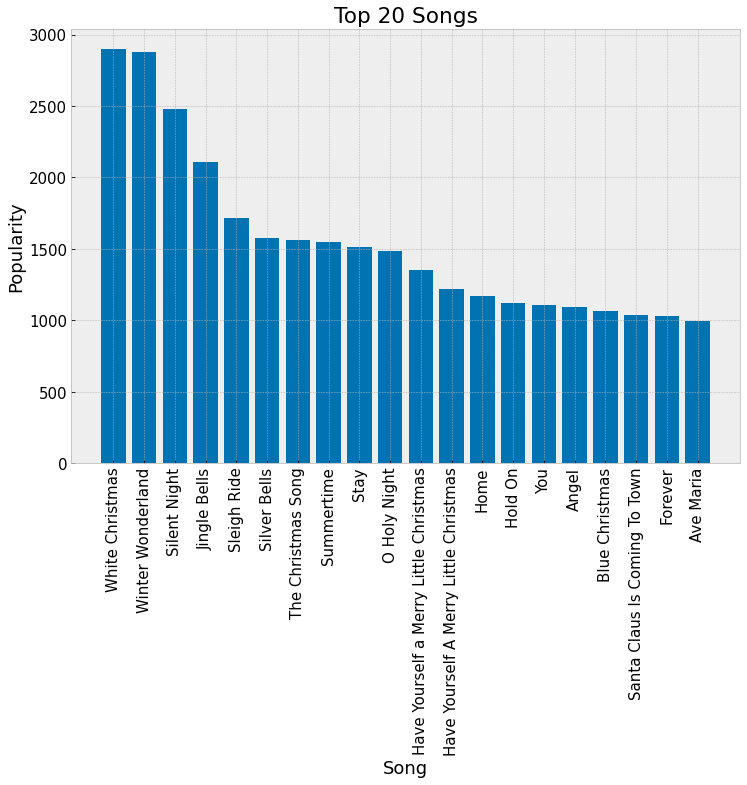 Top 20 Songs
Popularity
3000
2500
2000
1500
1000
500
0
White Christmas
Winter Wonderland
Silent Night
Jingle Bells
Sleigh Ride
Silver Bells
The Christmas Song
Summertime
Stay
O Holy Night
Have Yourself a Merry Little Christmas
Have Yourself A Merry Little Christmas
Home
Hold On
You
Angel
Blue Christmas
Santa Claus Is Coming To Town
Forever
Ave Maria
Song